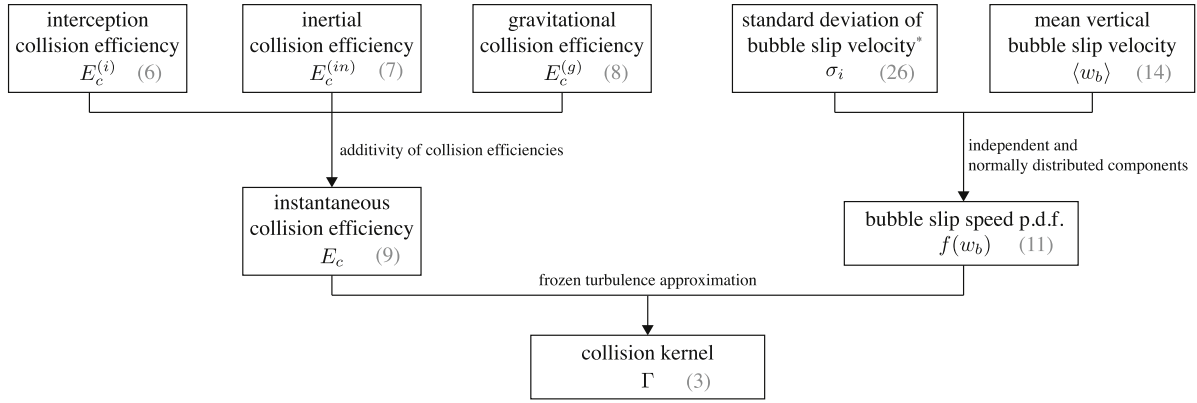 interception
collision efficiency
E_c^{(i)} (6)
inertial
collision efficiency
E_c^{(in)} (7)
gravitational
collision efficiency
E_c^{(g)} (8)
standard deviation of
bubble slip velocity*
σ_i (26)
mean vertical
bubble slip velocity
⟨w_b⟩ (14)
additivity of collision efficiencies
independent and
normally distributed components
instantaneous
collision efficiency
E_c (9)
bubble slip speed p.d.f.
f(w_b) (11)
frozen turbulence approximation
collision kernel
Γ (3)